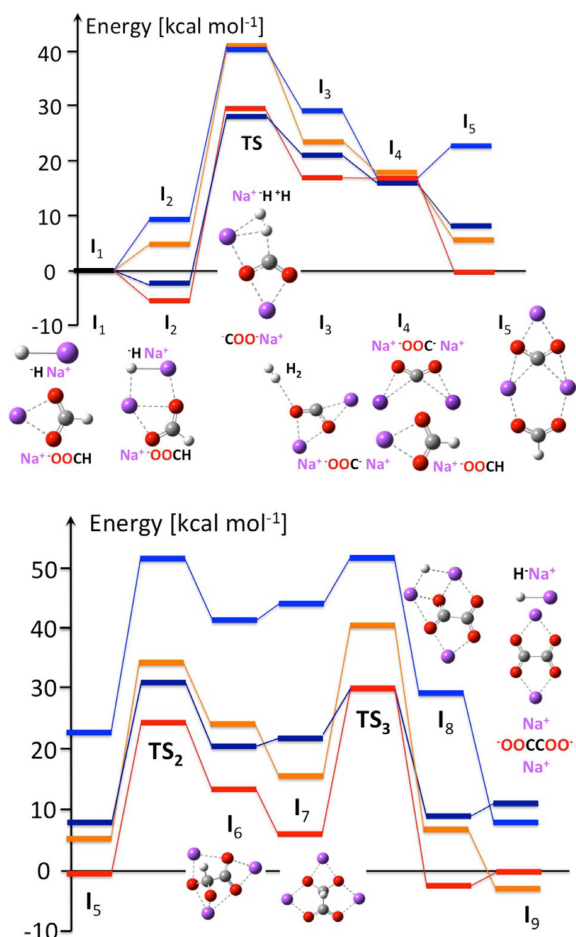 Energy [kcal mol⁻¹]
40
30
20
10
0
-10
I₁
I₂
TS
I₃
I₄
I₅
Na⁺ ⁻H ⁺H
⁻COO⁻Na⁺
I₁
I₂
I₃
I₄
I₅
⁻H Na⁺
Na⁺ ⁻OOCH
⁻H Na⁺
Na⁺ ⁻OOCH
H₂
Na⁺ ⁻OOC⁻ Na⁺
Na⁺ ⁻OOC⁻ Na⁺
Na⁺ ⁻OOCH
Energy [kcal mol⁻¹]
50
40
30
20
10
0
-10
I₅
TS₂
I₆
I₇
TS₃
I₈
I₉
H⁻Na⁺
Na⁺
⁻OOCCOO⁻
Na⁺